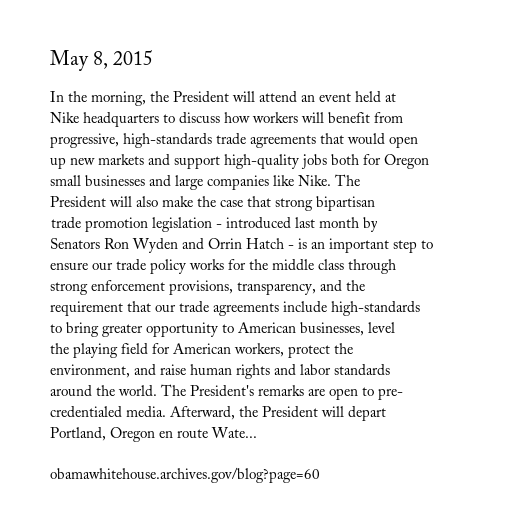 May 8, 2015
In the morning, the President will attend an event held at
Nike headquarters to discuss how workers will benefit from
progressive, high-standards trade agreements that would open
up new markets and support high-quality jobs both for Oregon
small businesses and large companies like Nike. The
President will also make the case that strong bipartisan
trade promotion legislation - introduced last month by
Senators Ron Wyden and Orrin Hatch - is an important step to
ensure our trade policy works for the middle class through
strong enforcement provisions, transparency, and the
requirement that our trade agreements include high-standards
to bring greater opportunity to American businesses, level
the playing field for American workers, protect the
environment, and raise human rights and labor standards
around the world. The President's remarks are open to pre-
credentialed media. Afterward, the President will depart
Portland, Oregon en route Wate...
obamawhitehouse.archives.gov/blog?page=60